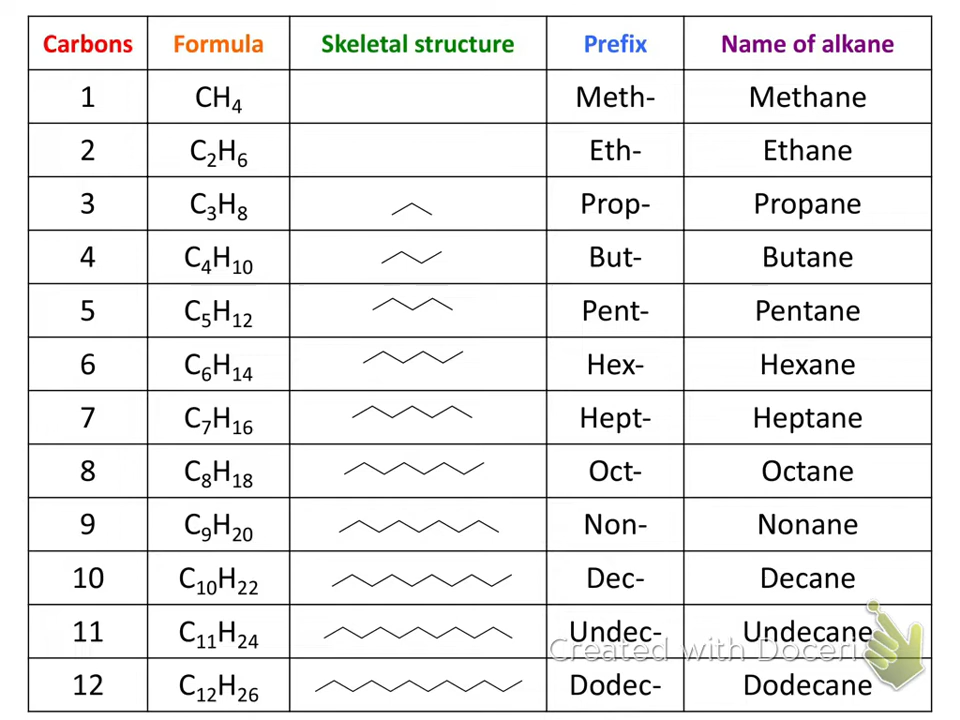 Carbons Formula Skeletal structure Prefix Name of alkane
1 CH₄ Meth- Methane
2 C₂H₆ Eth- Ethane
3 C₃H₈ Prop- Propane
4 C₄H₁₀ But- Butane
5 C₅H₁₂ Pent- Pentane
6 C₆H₁₄ Hex- Hexane
7 C₇H₁₆ Hept- Heptane
8 C₈H₁₈ Oct- Octane
9 C₉H₂₀ Non- Nonane
10 C₁₀H₂₂ Dec- Decane
11 C₁₁H₂₄ Undec- Undecane
Created with Doceri
12 C₁₂H₂₆ Dodec- Dodecane